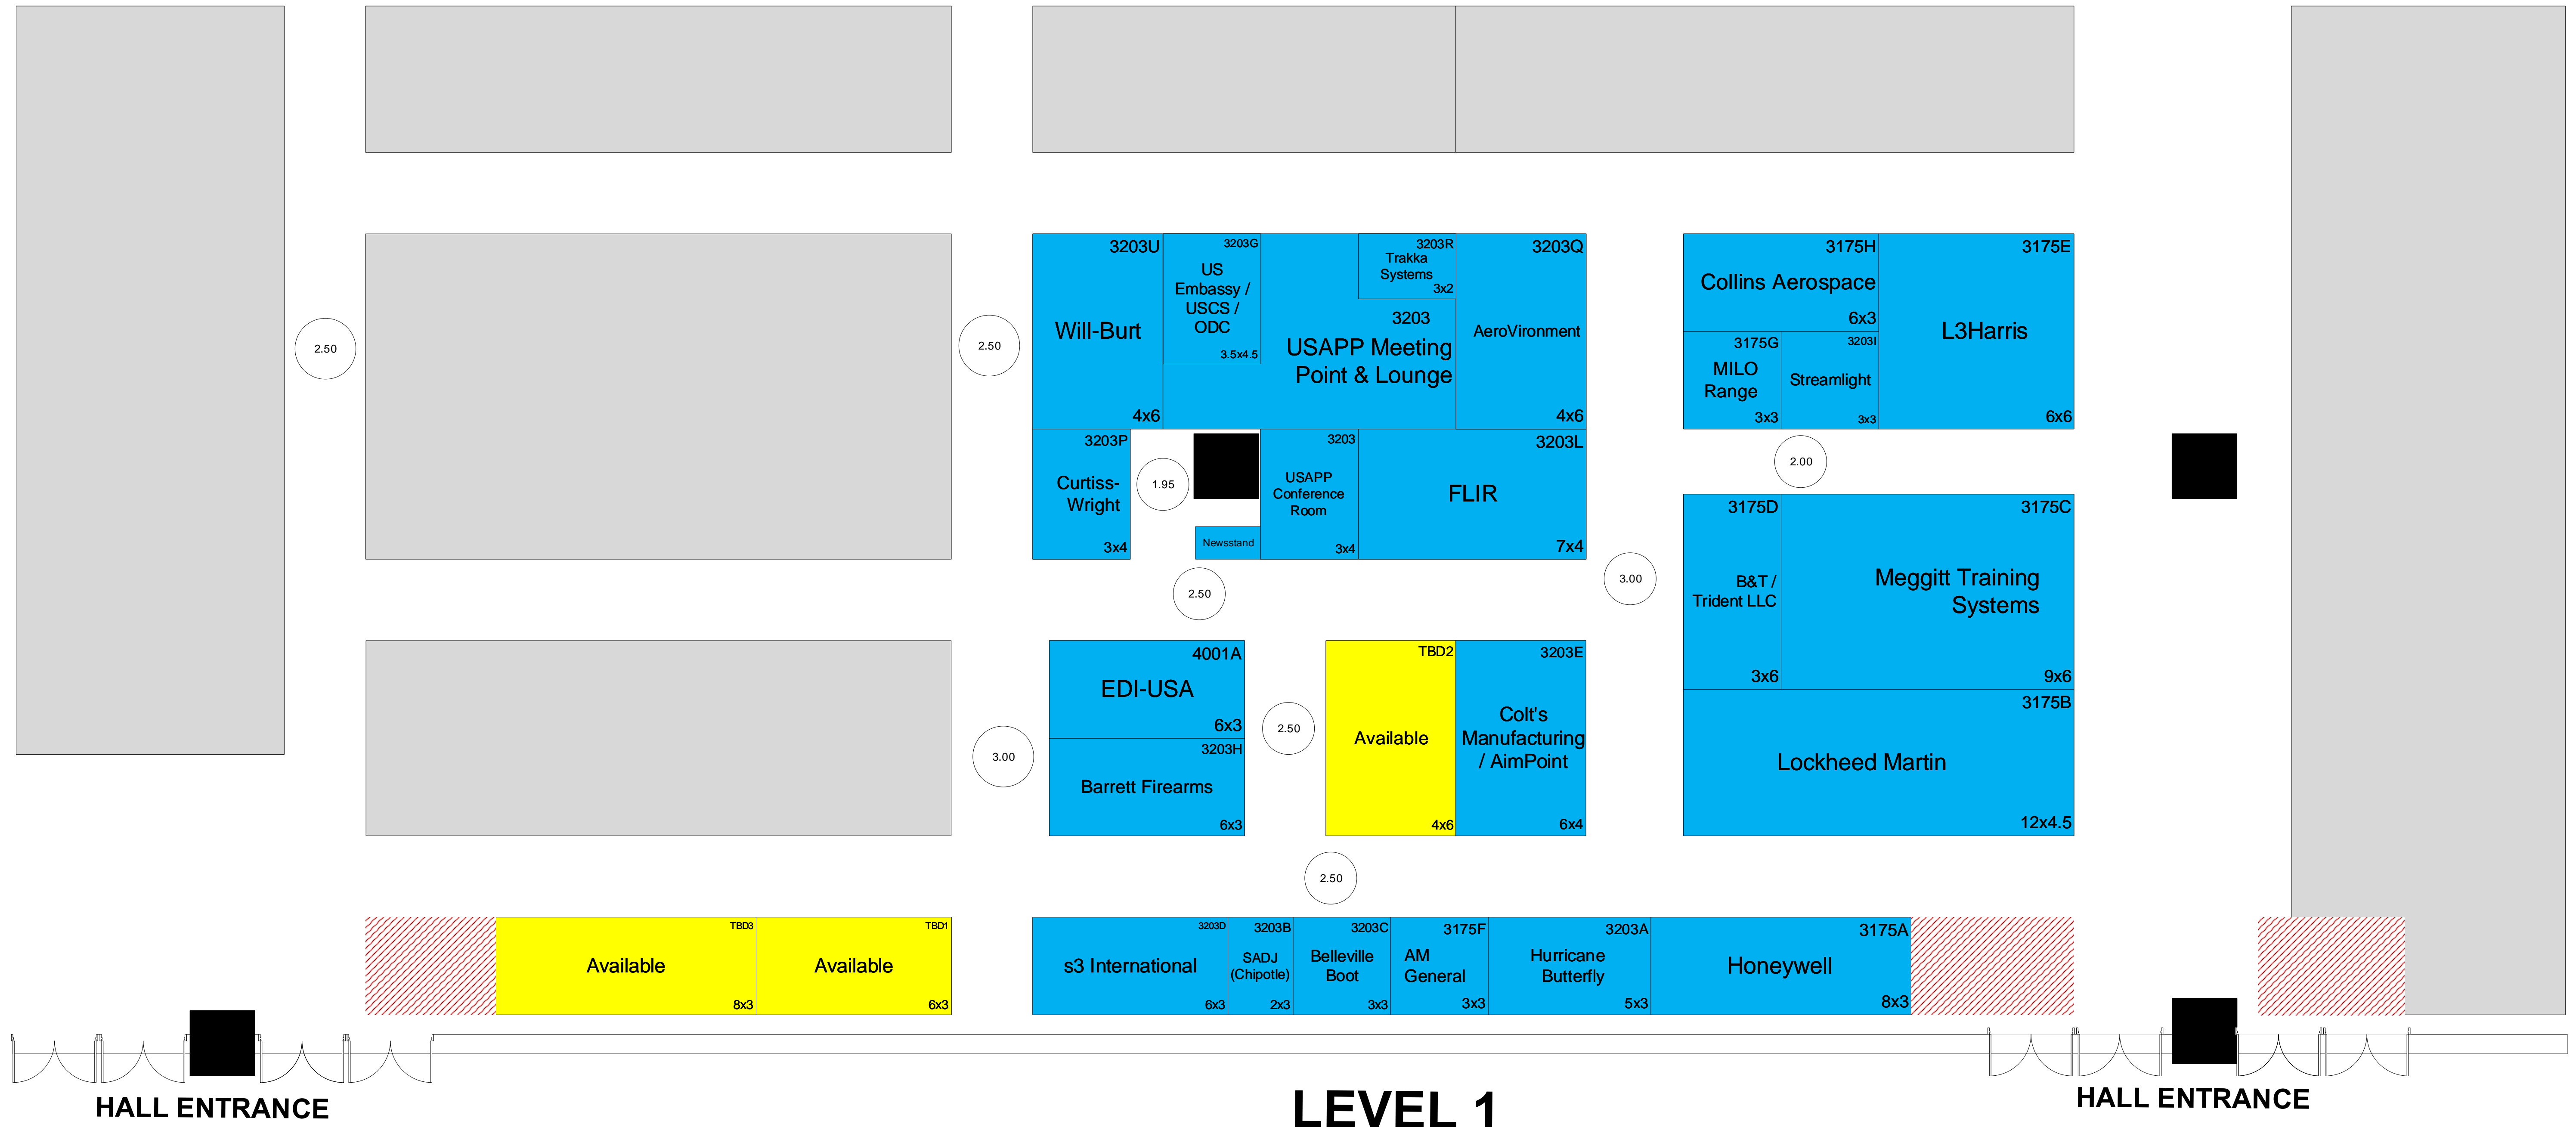 3203U
Will-Burt
4x6
3203G
US
Embassy /
USCS /
ODC
3.5x4.5
3203R
Trakka
Systems
3x2
3203
USAPP Meeting
Point & Lounge
3203Q
AeroVironment
4x6
3175H
Collins Aerospace
6x3
3175E
L3Harris
6x6
3175G
MILO
Range
3x3
3203I
Streamlight
3x3
2.50
2.50
3203P
Curtiss-
Wright
3x4
1.95
3203
USAPP
Conference
Room
3x4
Newsstand
3203L
FLIR
7x4
2.00
2.50
3.00
3175D
B&T /
Trident LLC
3x6
3175C
Meggitt Training
Systems
9x6
4001A
EDI-USA
6x3
3203H
Barrett Firearms
6x3
3.00
2.50
TBD2
Available
4x6
3203E
Colt's
Manufacturing
/ AimPoint
6x4
3175B
Lockheed Martin
12x4.5
2.50
TBD3
Available
8x3
TBD1
Available
6x3
3203D
s3 International
6x3
3203B
SADJ
(Chipotle)
2x3
3203C
Belleville
Boot
3x3
3175F
AM
General
3x3
3203A
Hurricane
Butterfly
5x3
3175A
Honeywell
8x3
HALL ENTRANCE
LEVEL 1
HALL ENTRANCE